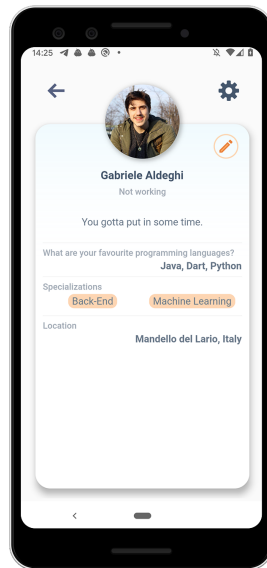 14:25
Gabriele Aldeghi
Not working
You gotta put in some time.
What are your favourite programming languages?
Java, Dart, Python
Specializations
Back-End Machine Learning
Location
Mandello del Lario, Italy